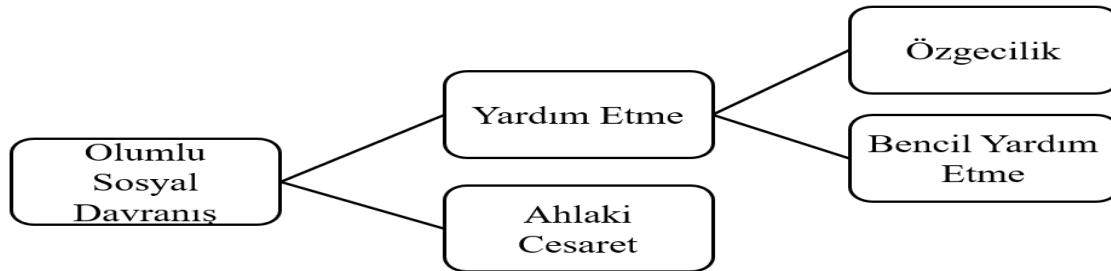 Olumlu
Sosyal
Davranış
Yardım Etme
Ahlaki
Cesaret
Özgecilik
Bencil Yardım
Etme